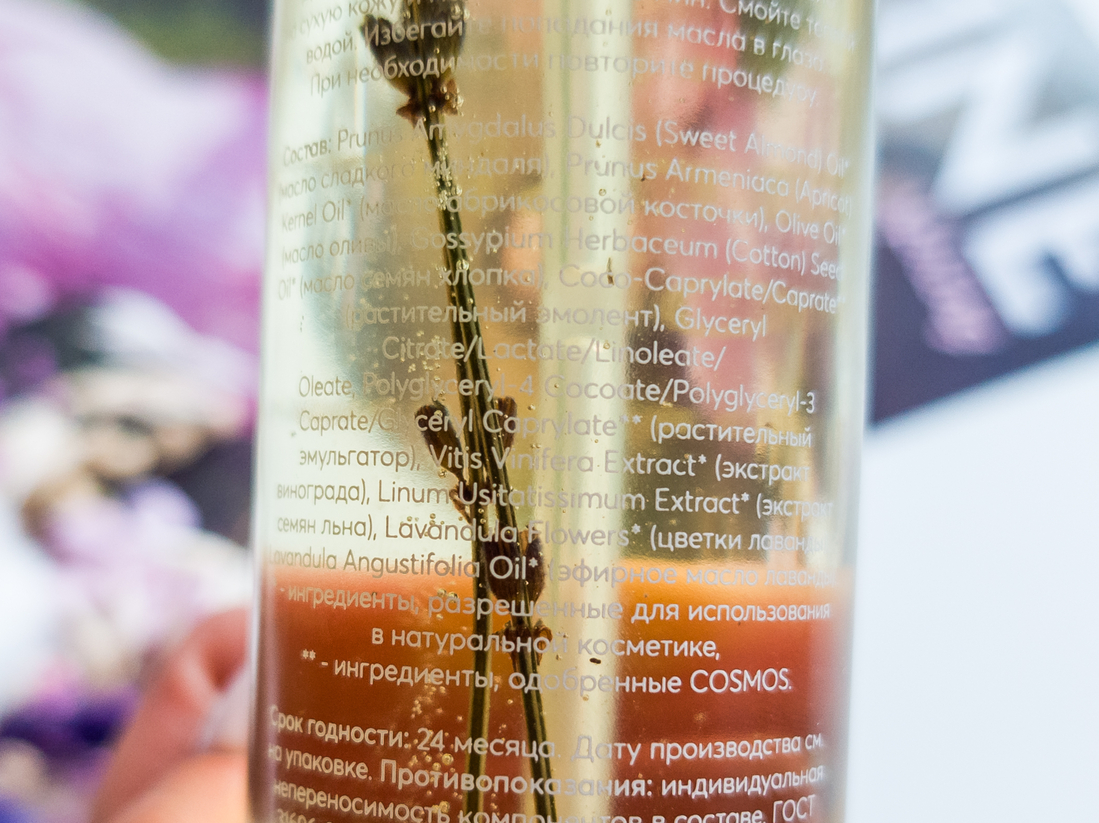 сухую кожу Смойте
водой. Избегайте попадания масла в глаза.
При необходимости повторите процедуру.
Состав: Prunus Amygdalus Dulcis (Sweet Almond) Oil*
(масло сладкого миндаля), Prunus Armeniaca (Apricot)
Kernel Oil* (масло абрикосовой косточки), Olive Oil*
(масло оливы), Gossypium Herbaceum (Cotton) Seed
Oil* (масло семян хлопка), Coco-Caprylate/Caprate**
(растительный эмолент), Glyceryl
Citrate/Lactate/Linoleate/
Oleate, Polyglyceryl-4 Cocoate/Polyglyceryl-3
Caprate/Glyceryl Caprylate** (растительный
эмульгатор), Vitis Vinifera Extract* (экстракт
винограда), Linum Usitatissimum Extract* (экстракт
семян льна), Lavandula Flowers* (цветки лаванды),
Lavandula Angustifolia Oil* (эфирное масло лаванды)
* - ингредиенты, разрешенные для использования
в натуральной косметике,
** - ингредиенты, одобренные COSMOS.
Срок годности: 24 месяца. Дату производства см.
на упаковке. Противопоказания: индивидуальная
непереносимость компонентов в составе. ГОСТ